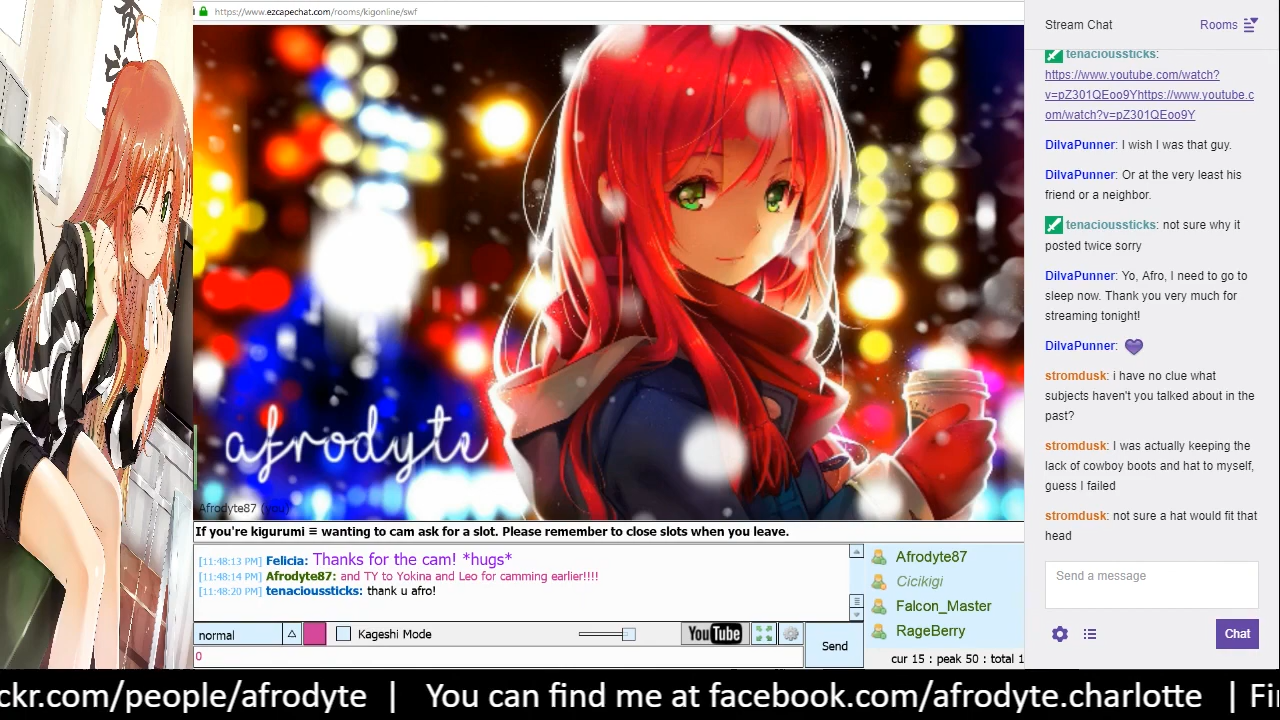 https://www.ezcapechat.com/rooms/kigonline/swf
afrodyte
Afrodyte87 (you)
If you're kigurumi ≡ wanting to cam ask for a slot. Please remember to close slots when you leave.
[11:48:13 PM] Felicia: Thanks for the cam! *hugs*
[11:48:14 PM] Afrodyte87: and TY to Yokina and Leo for camming earlier!!!!
[11:48:20 PM] tenacioussticks: thank u afro!
Afrodyte87
Cicikigi
Falcon_Master
RageBerry
normal
Kageshi Mode
YouTube
Send
0
cur 15 : peak 50 : total 1
Stream Chat
Rooms
tenacioussticks:
https://www.youtube.com/watch?
v=pZ301QEoo9Yhttps://www.youtube.c
om/watch?v=pZ301QEoo9Y
DilvaPunner: I wish I was that guy.
DilvaPunner: Or at the very least his
friend or a neighbor.
tenacioussticks: not sure why it
posted twice sorry
DilvaPunner: Yo, Afro, I need to go to
sleep now. Thank you very much for
streaming tonight!
DilvaPunner:
stromdusk: i have no clue what
subjects haven't you talked about in the
past?
stromdusk: I was actually keeping the
lack of cowboy boots and hat to myself,
guess I failed
stromdusk: not sure a hat would fit that
head
Send a message
Chat
ckr.com/people/afrodyte | You can find me at facebook.com/afrodyte.charlotte | Fi